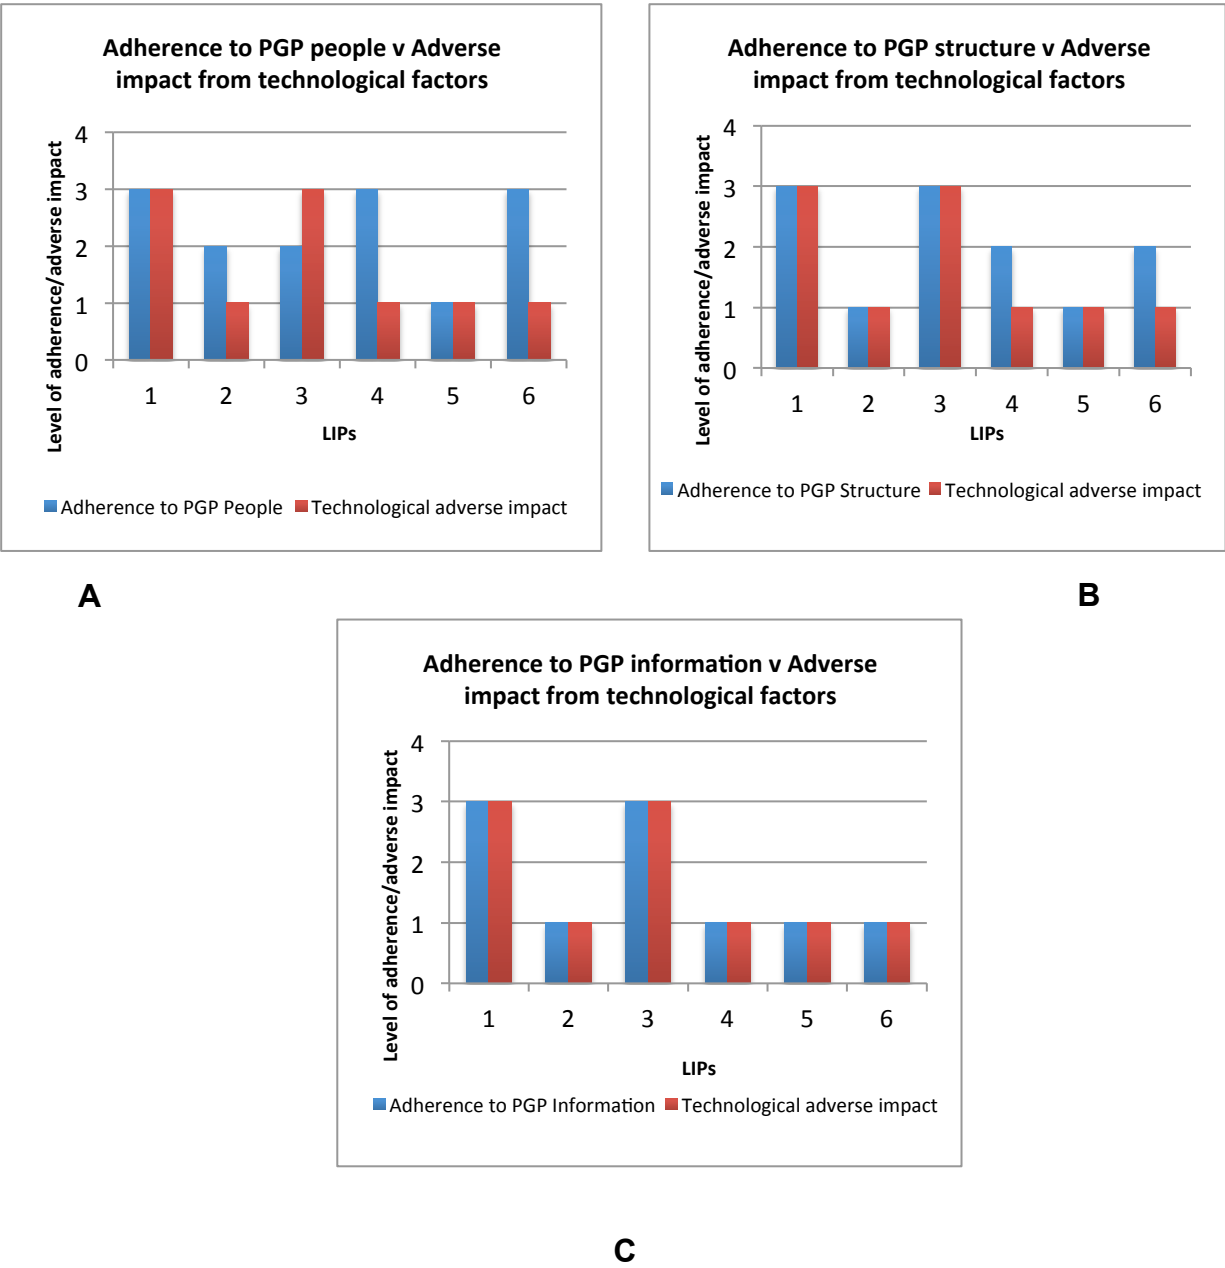 Adherence to PGP people v Adverse
impact from technological factors
Level of adherence/adverse impact
4
3
2
1
0
1 2 3 4 5 6
LIPs
Adherence to PGP People Technological adverse impact
A
Adherence to PGP structure v Adverse
impact from technological factors
Level of adherence/adverse impact
4
3
2
1
0
1 2 3 4 5 6
LIPs
Adherence to PGP Structure Technological adverse impact
B
Adherence to PGP information v Adverse
impact from technological factors
Level of adherence/adverse impact
4
3
2
1
0
1 2 3 4 5 6
LIPs
Adherence to PGP Information Technological adverse impact
C